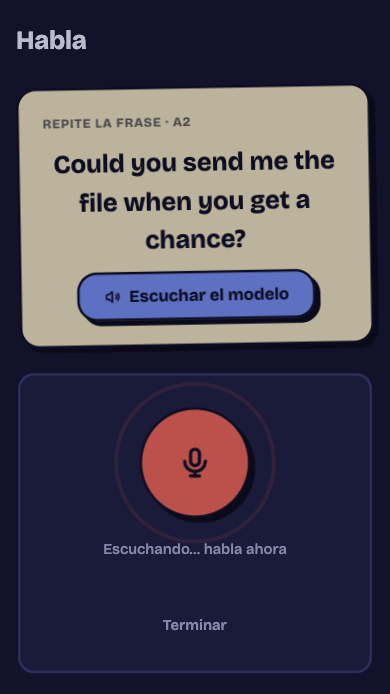 Habla
REPITE LA FRASE · A2
Could you send me the
file when you get a
chance?
Escuchar el modelo
Escuchando... habla ahora
Terminar